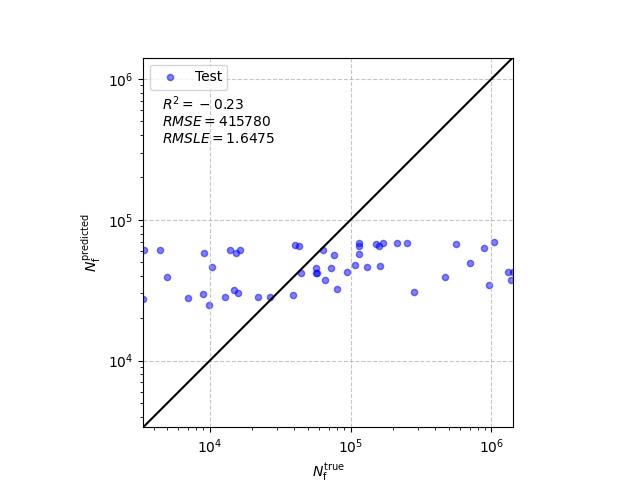 Test
R² = −0.23
RMSE = 415780
RMSLE = 1.6475
10⁶
10⁵
10⁴
N_f^predicted
10⁴ 10⁵ 10⁶
N_f^true